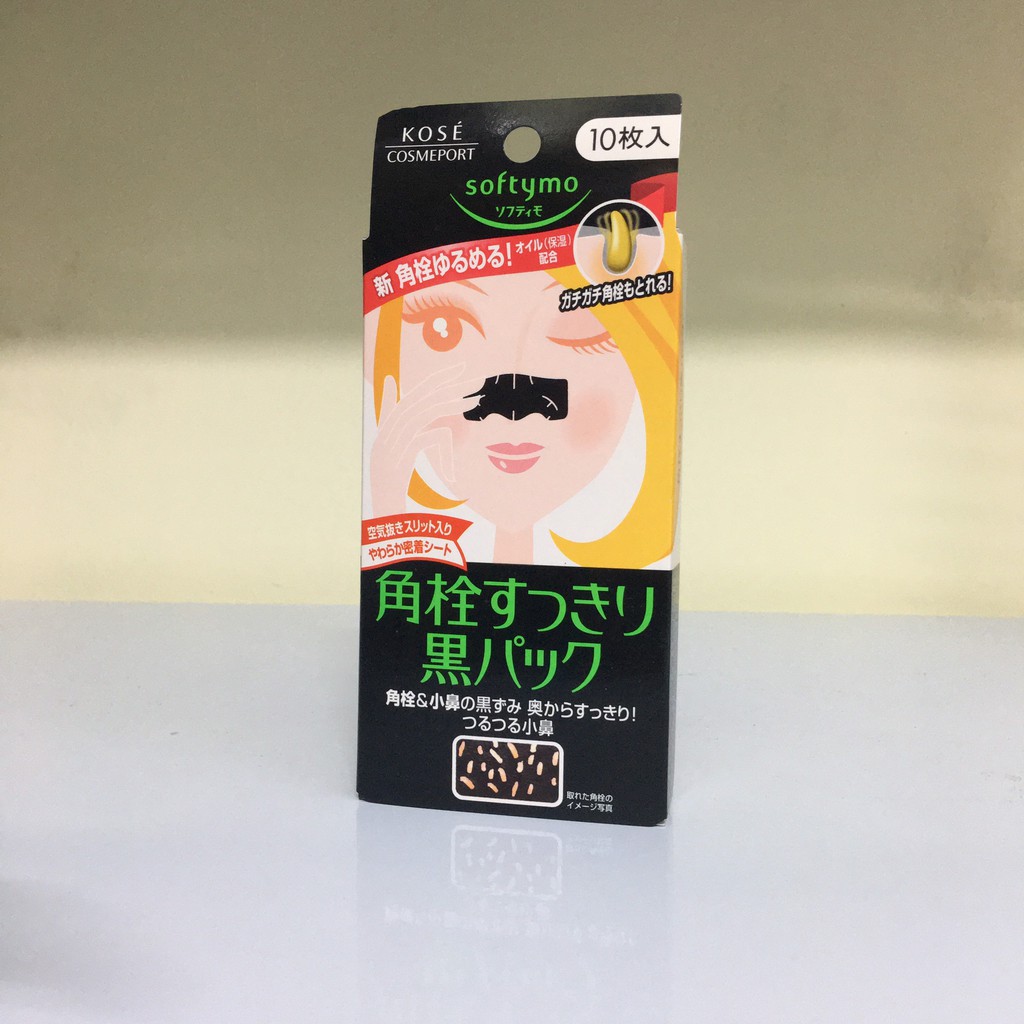 KOSÉ
COSMEPORT
10枚入
softymo
ソフティモ
新 角栓ゆるめる! オイル(保湿)
配合
ガチガチ角栓もとれる!
空気抜きスリット入り
やわらか密着シート
角栓すっきり
黒パック
角栓&小鼻の黒ずみ 奥からすっきり!
つるつる小鼻
取れた角栓の
イメージ写真